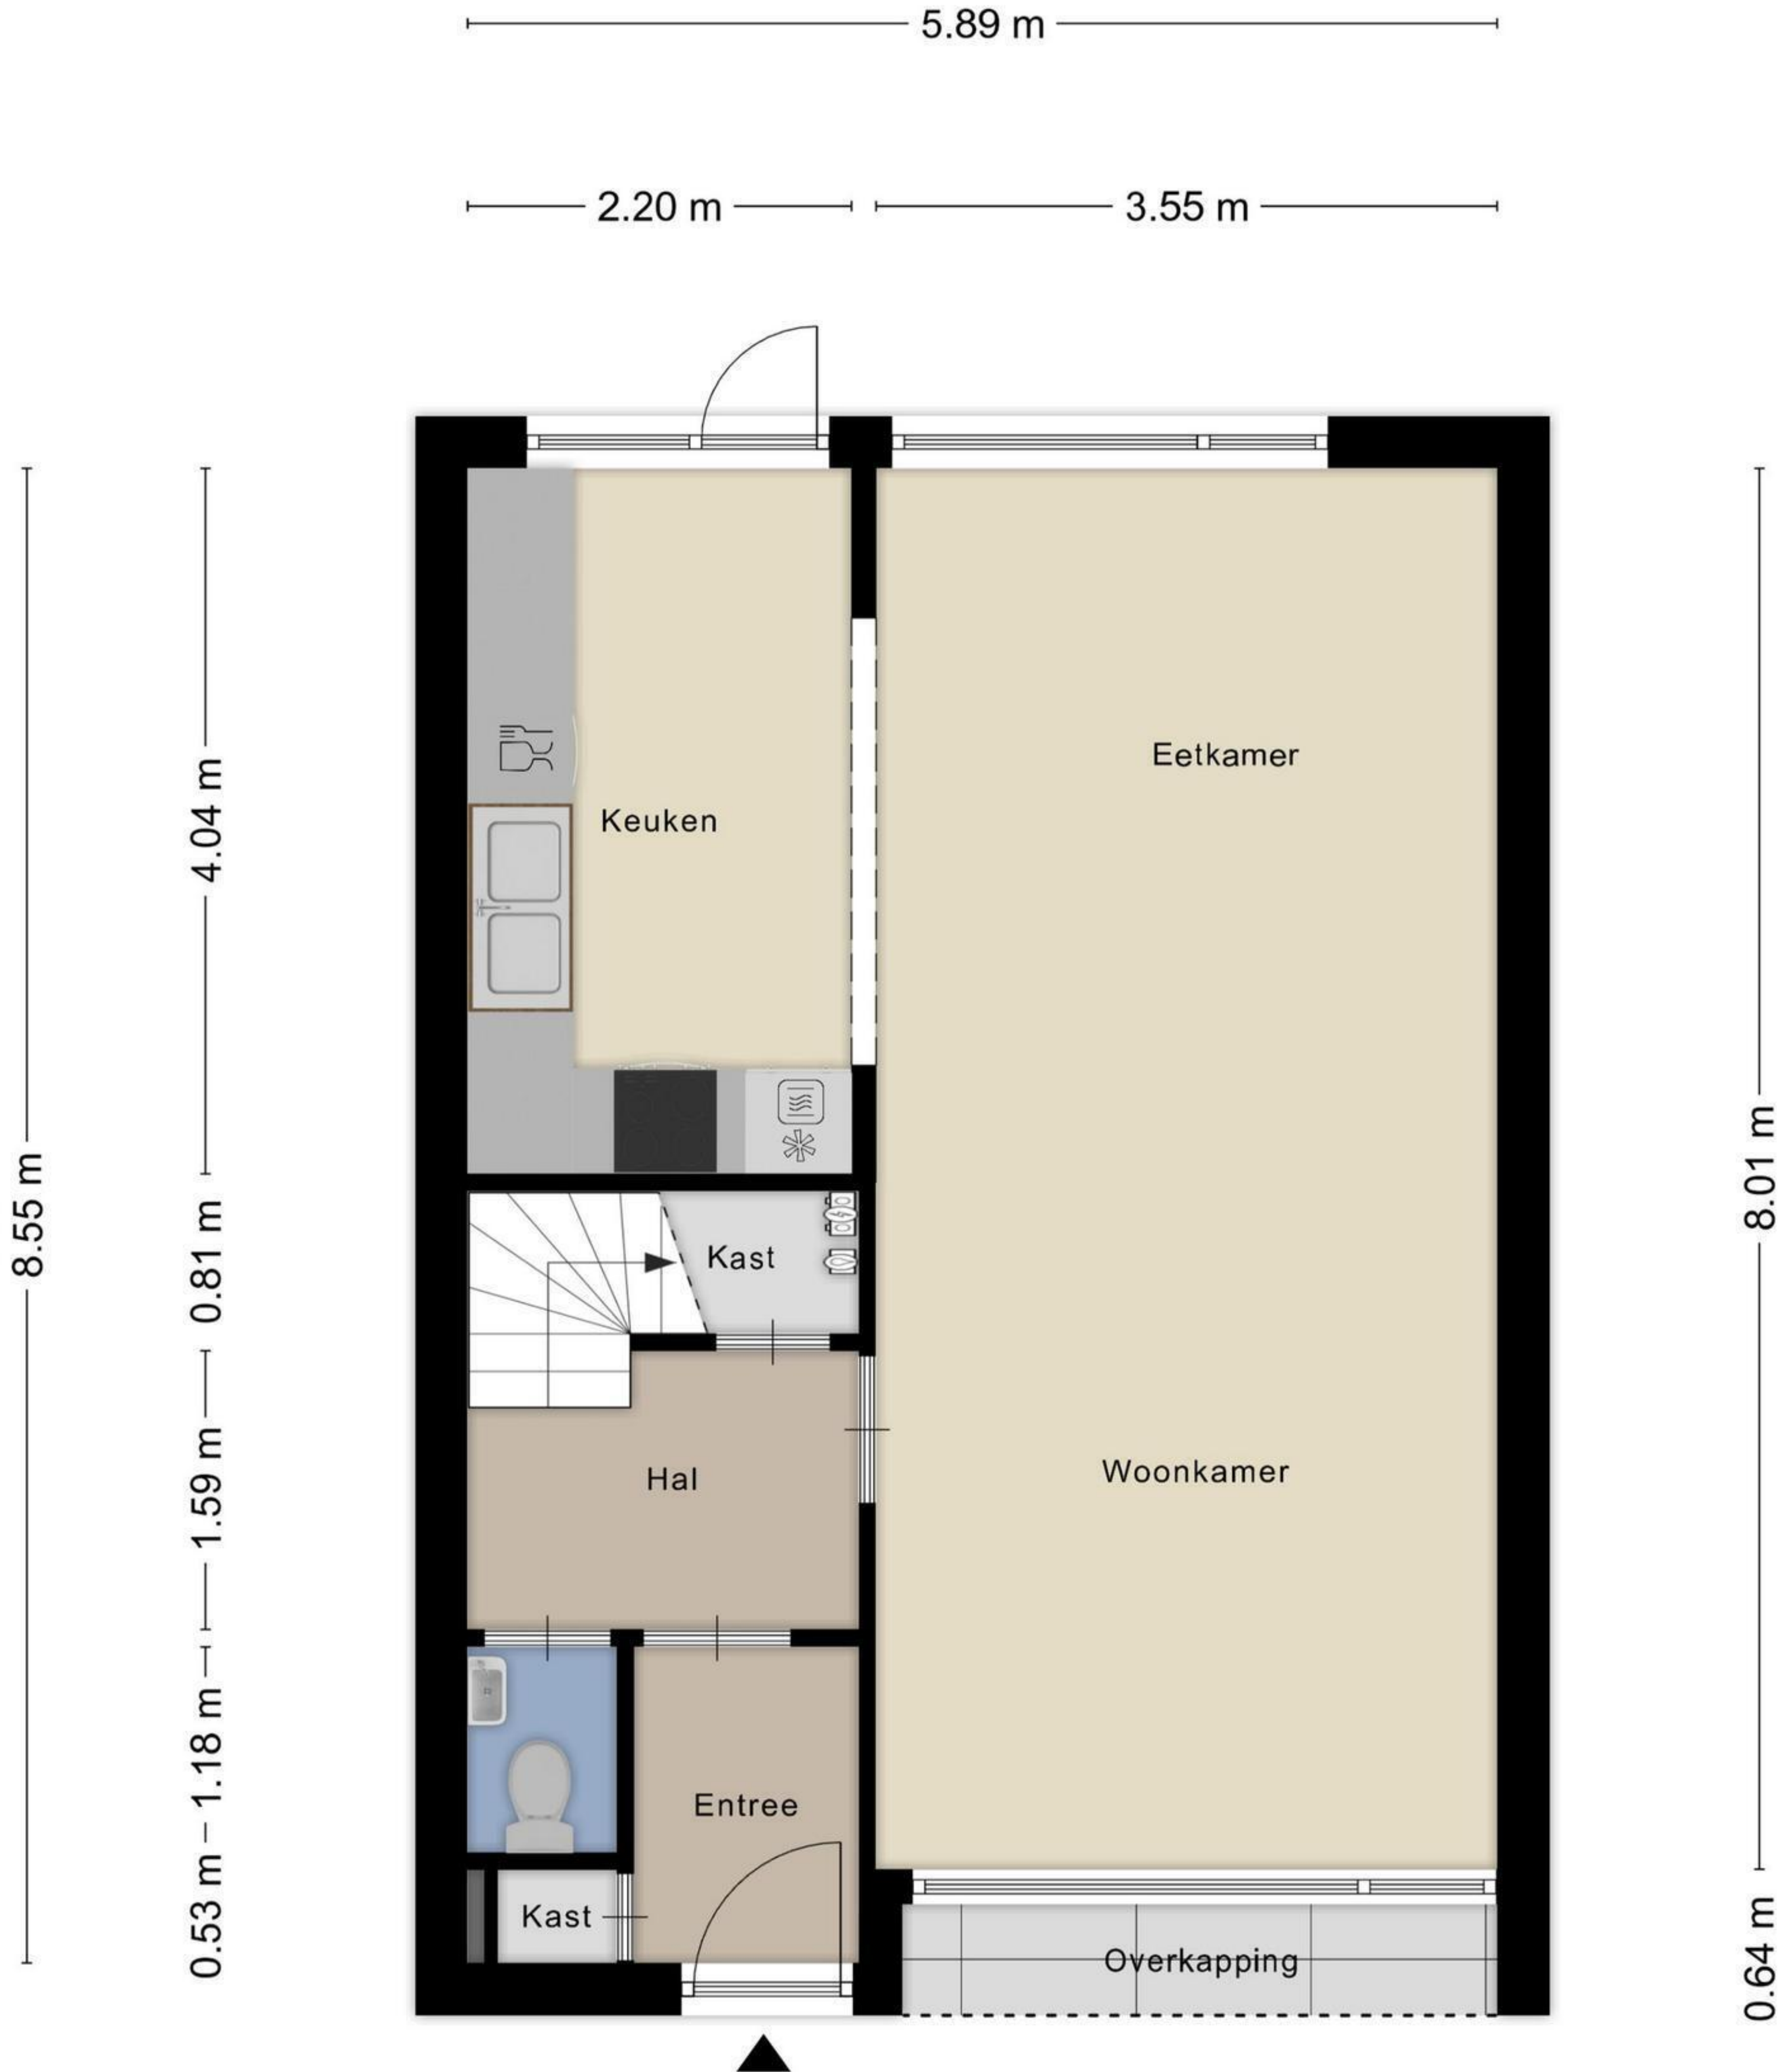 5.89 m
2.20 m
3.55 m
8.55 m
4.04 m
0.81 m
1.59 m
1.18 m
0.53 m
8.01 m
0.64 m
Eetkamer
Keuken
Kast
Woonkamer
Hal
Entree
Kast
Overkapping